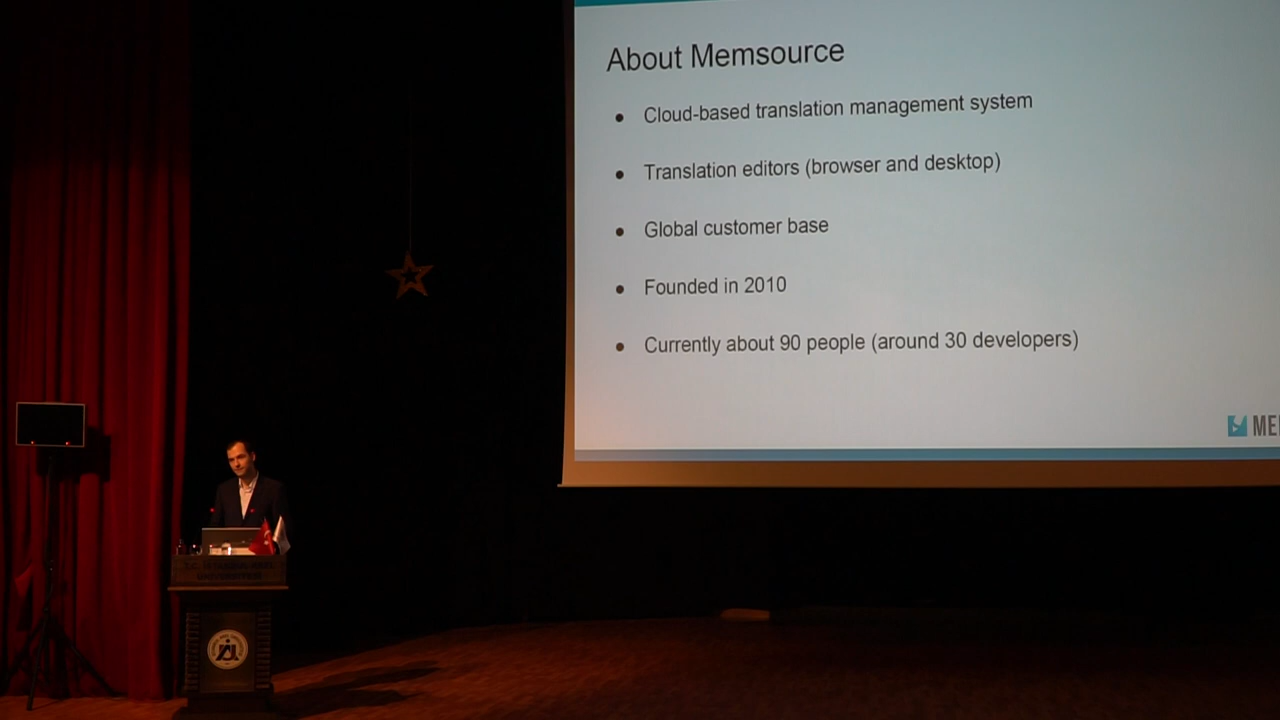 About Memsource
● Cloud-based translation management system
● Translation editors (browser and desktop)
● Global customer base
● Founded in 2010
● Currently about 90 people (around 30 developers)
ME